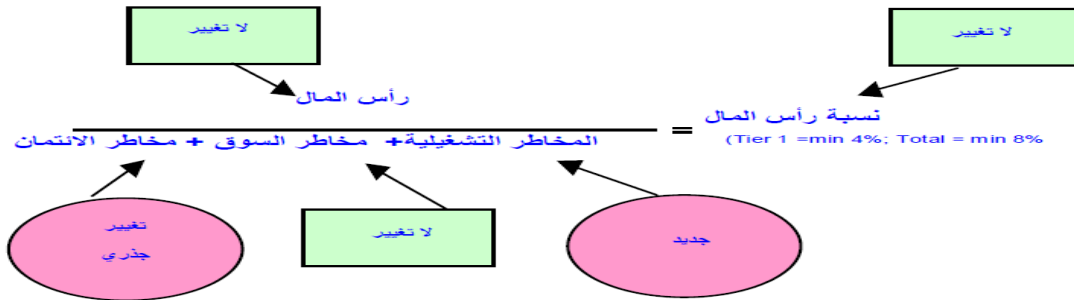 لا تغيير
لا تغيير
رأس المال
نسبة رأس المال
=
المخاطر التشغيلية+ مخاطر السوق + مخاطر الائتمان
(Tier 1 =min 4%; Total = min 8%
تغيير
جذري
لا تغيير
جديد